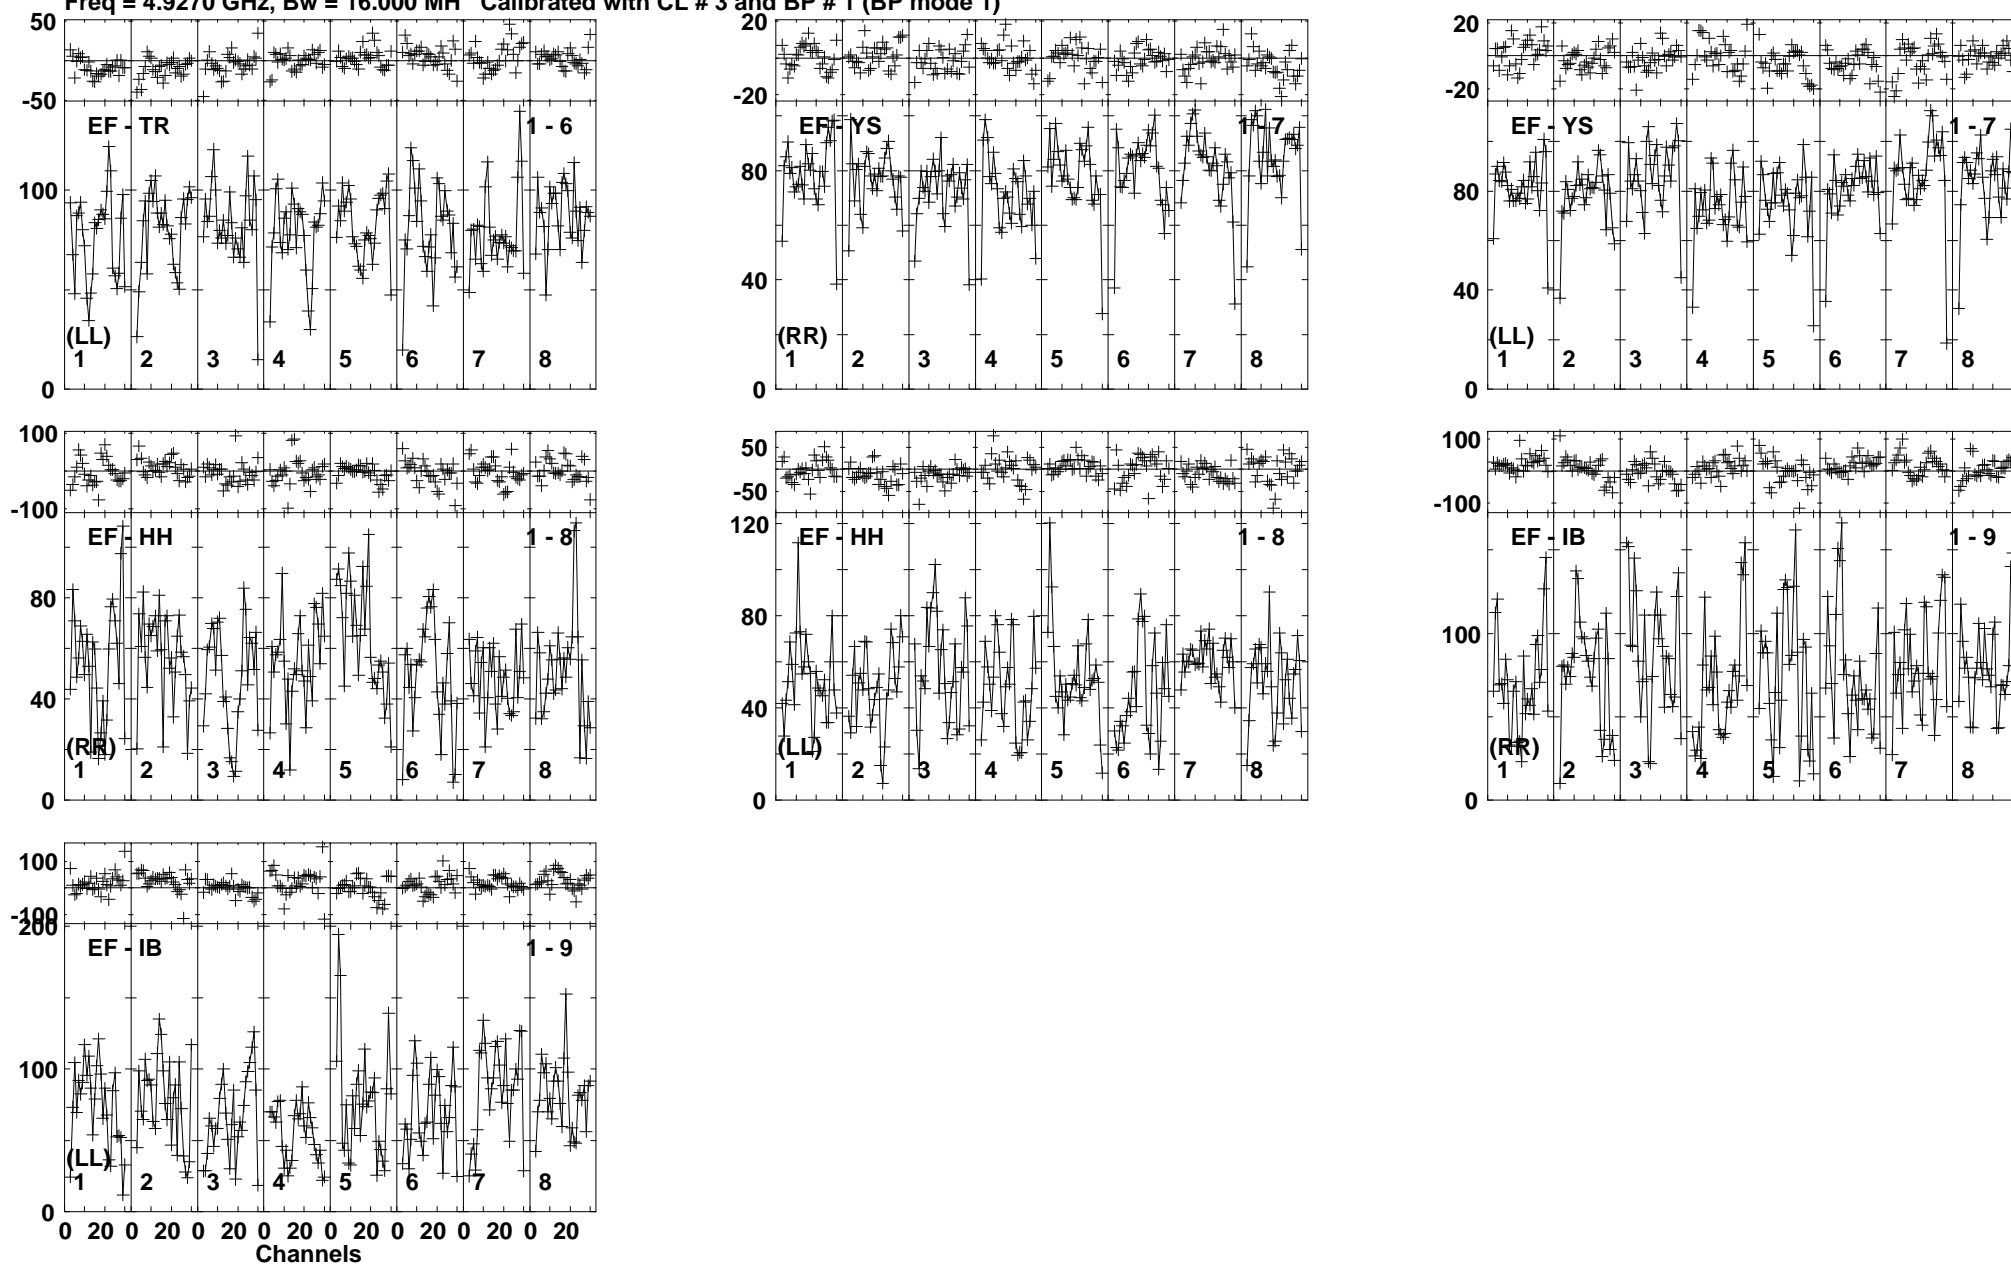 Freq = 4.9270 GHz, Bw = 16.000 MH Calibrated with CL # 3 and BP # 1 (BP mode 1)
50
-50
EF - TR 1 - 6
100
(LL)
1 2 3 4 5 6 7 8
0
20
-20
EF - YS 1 - 7
80
40
(RR)
1 2 3 4 5 6 7 8
0
20
-20
EF - YS 1 - 7
80
40
(LL)
1 2 3 4 5 6 7 8
0
100
-100
EF - HH 1 - 8
80
40
(RR)
1 2 3 4 5 6 7 8
0
50
-50
120
EF - HH 1 - 8
80
40
(LL)
1 2 3 4 5 6 7 8
0
100
-100
EF - IB 1 - 9
100
(RR)
1 2 3 4 5 6 7 8
0
100
-100
200
EF - IB 1 - 9
100
(LL)
1 2 3 4 5 6 7 8
0
0 20 0 20 0 20 0 20 0 20 0 20 0 20 0 20
Channels